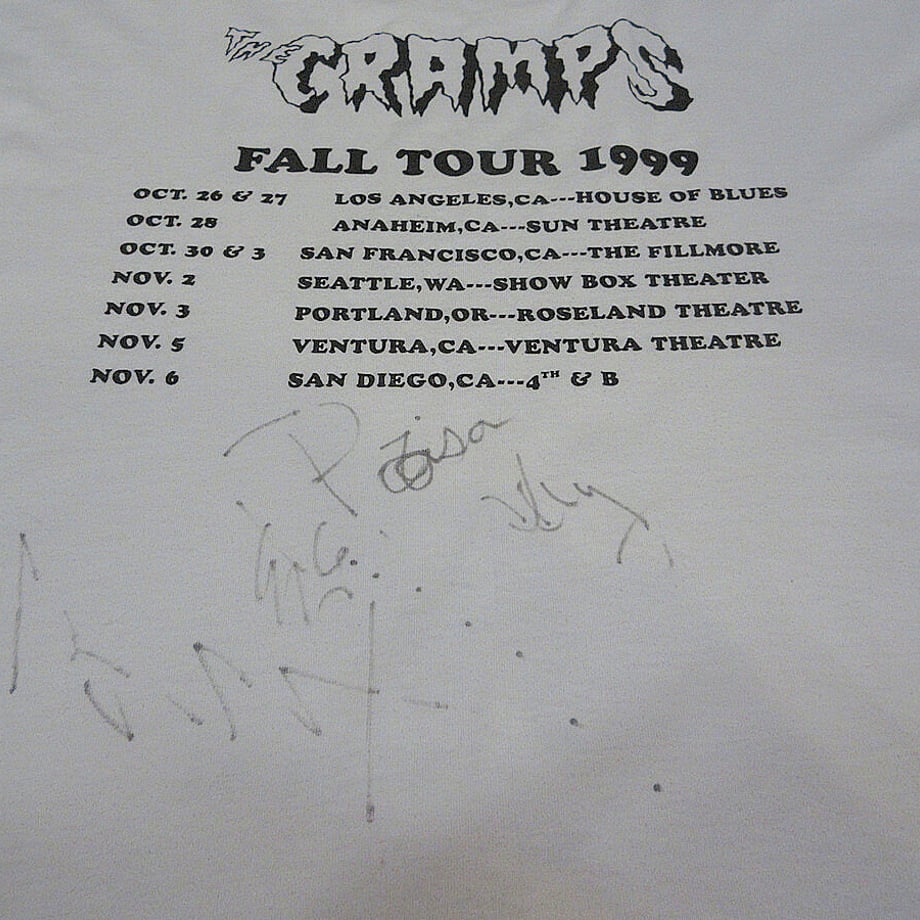 THE CRAMPS
FALL TOUR 1999
OCT. 26 & 27 LOS ANGELES,CA---HOUSE OF BLUES
OCT. 28 ANAHEIM,CA---SUN THEATRE
OCT. 30 & 3 SAN FRANCISCO,CA---THE FILLMORE
NOV. 2 SEATTLE,WA---SHOW BOX THEATER
NOV. 3 PORTLAND,OR---ROSELAND THEATRE
NOV. 5 VENTURA,CA---VENTURA THEATRE
NOV. 6 SAN DIEGO,CA---4TH & B